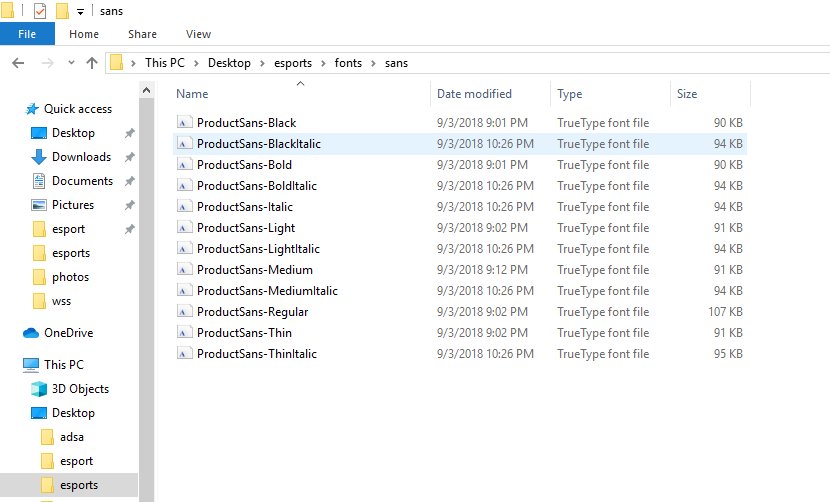 sans
File Home Share View
This PC Desktop esports fonts sans
Name Date modified Type Size
Quick access
Desktop
Downloads
Documents
Pictures
esport
esports
photos
wss
OneDrive
This PC
3D Objects
Desktop
adsa
esport
esports
ProductSans-Black 9/3/2018 9:01 PM TrueType font file 90 KB
ProductSans-BlackItalic 9/3/2018 10:26 PM TrueType font file 94 KB
ProductSans-Bold 9/3/2018 9:01 PM TrueType font file 90 KB
ProductSans-BoldItalic 9/3/2018 10:26 PM TrueType font file 94 KB
ProductSans-Italic 9/3/2018 10:26 PM TrueType font file 94 KB
ProductSans-Light 9/3/2018 9:02 PM TrueType font file 91 KB
ProductSans-LightItalic 9/3/2018 10:26 PM TrueType font file 94 KB
ProductSans-Medium 9/3/2018 9:12 PM TrueType font file 91 KB
ProductSans-MediumItalic 9/3/2018 10:26 PM TrueType font file 94 KB
ProductSans-Regular 9/3/2018 9:02 PM TrueType font file 107 KB
ProductSans-Thin 9/3/2018 9:02 PM TrueType font file 91 KB
ProductSans-ThinItalic 9/3/2018 10:26 PM TrueType font file 95 KB